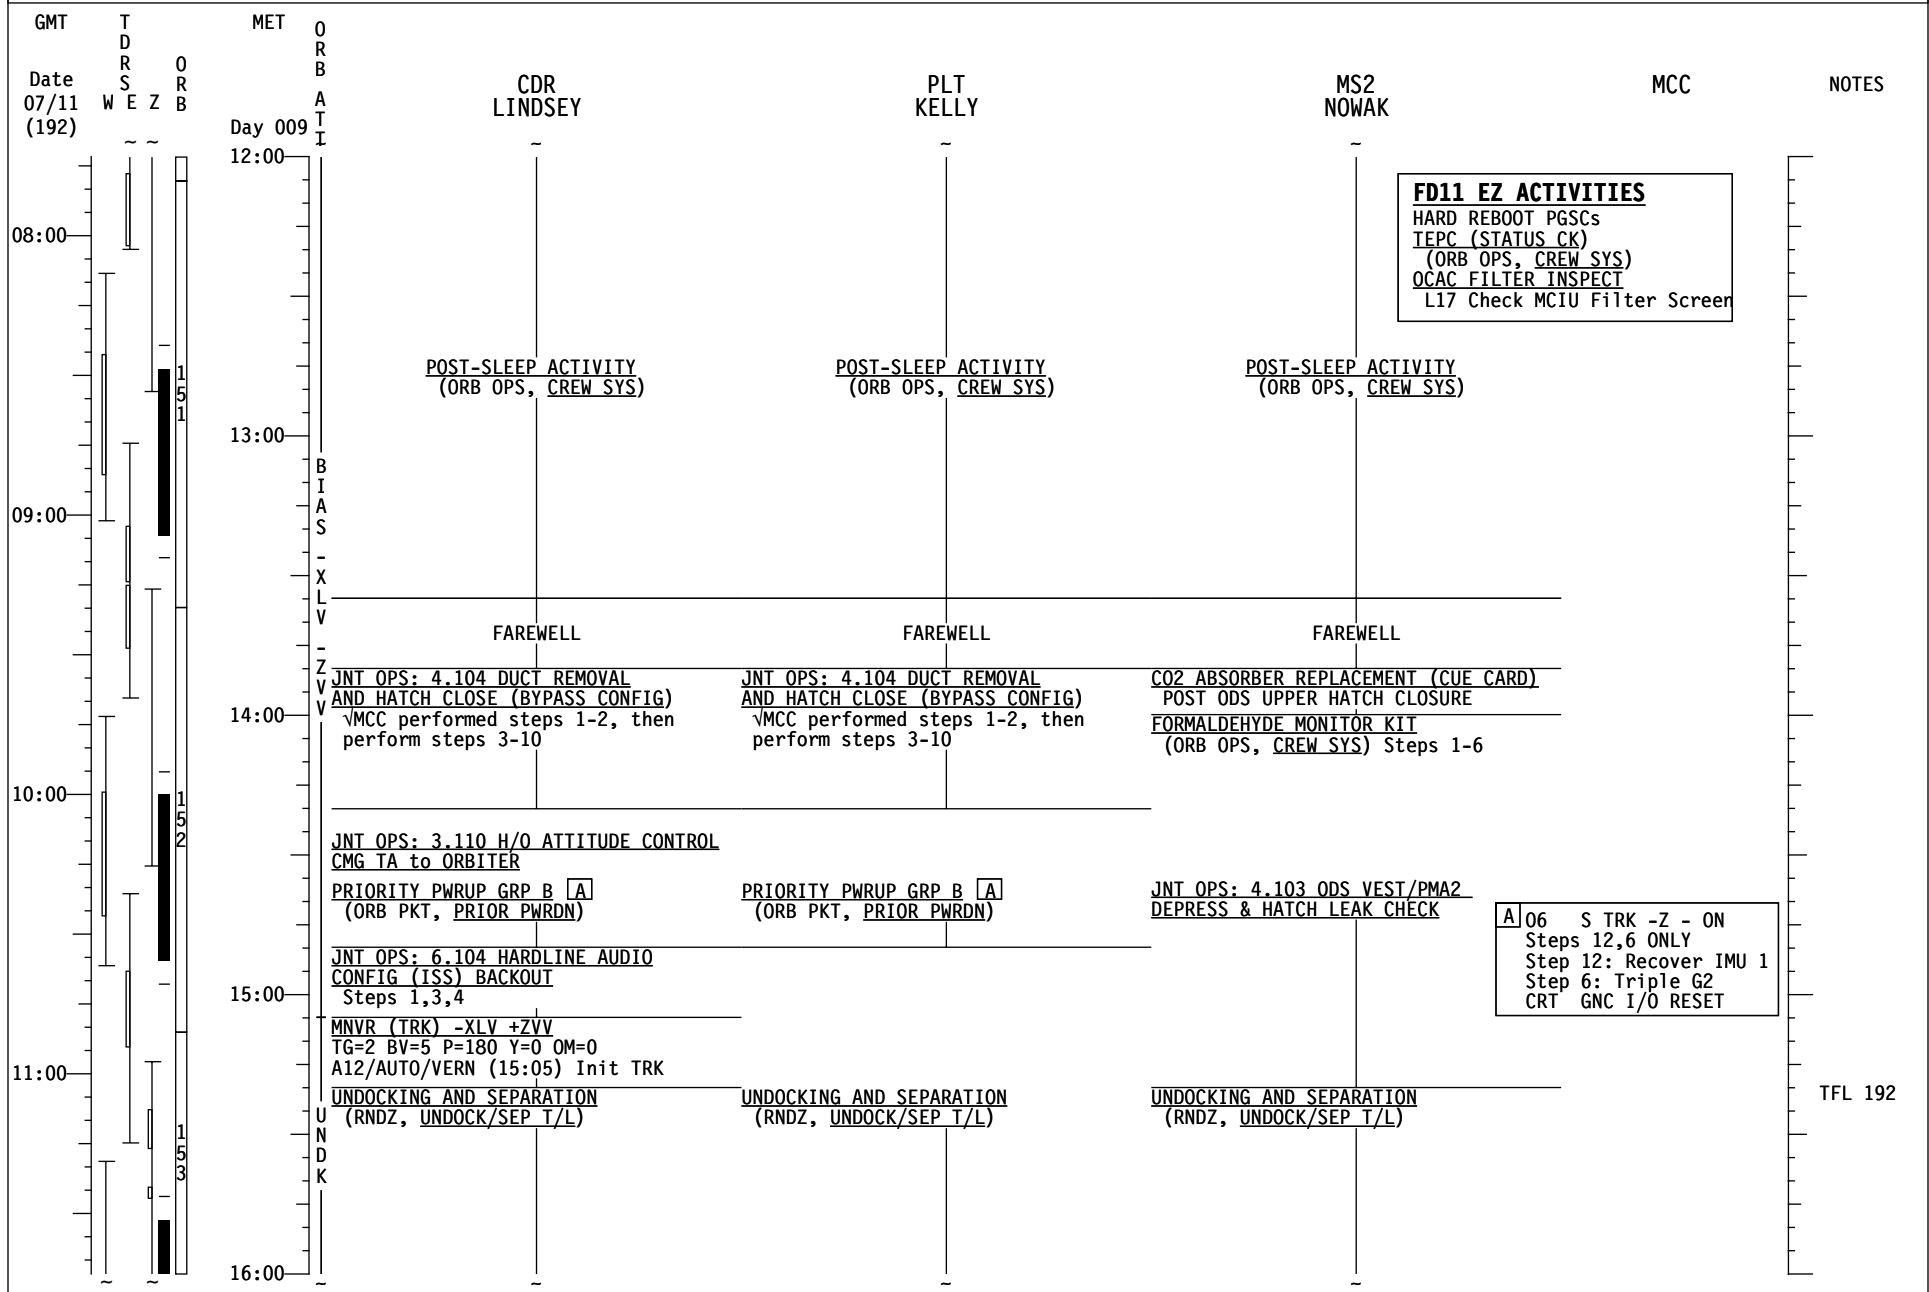 GMT
TDRS
MET
ORB ATT
Date
07/11
(192)
W E Z
ORB
Day 009
CDR
LINDSEY
PLT
KELLY
MS2
NOWAK
MCC
NOTES
~ ~ ~ ~ ~ ~
12:00
FD11 EZ ACTIVITIES
HARD REBOOT PGSCs
TEPC (STATUS CK)
(ORB OPS, CREW SYS)
OCAC FILTER INSPECT
L17 Check MCIU Filter Screen
08:00
POST-SLEEP ACTIVITY
(ORB OPS, CREW SYS)
POST-SLEEP ACTIVITY
(ORB OPS, CREW SYS)
POST-SLEEP ACTIVITY
(ORB OPS, CREW SYS)
151
13:00
BIAS -XLV -ZVV
09:00
FAREWELL
FAREWELL
FAREWELL
JNT OPS: 4.104 DUCT REMOVAL
AND HATCH CLOSE (BYPASS CONFIG)
√MCC performed steps 1-2, then
perform steps 3-10
JNT OPS: 4.104 DUCT REMOVAL
AND HATCH CLOSE (BYPASS CONFIG)
√MCC performed steps 1-2, then
perform steps 3-10
CO2 ABSORBER REPLACEMENT (CUE CARD)
POST ODS UPPER HATCH CLOSURE
FORMALDEHYDE MONITOR KIT
(ORB OPS, CREW SYS) Steps 1-6
14:00
10:00
152
JNT OPS: 3.110 H/O ATTITUDE CONTROL
CMG TA to ORBITER
PRIORITY PWRUP GRP B A
(ORB PKT, PRIOR PWRDN)
PRIORITY PWRUP GRP B A
(ORB PKT, PRIOR PWRDN)
JNT OPS: 4.103 ODS VEST/PMA2
DEPRESS & HATCH LEAK CHECK
A O6 S TRK -Z - ON
Steps 12,6 ONLY
Step 12: Recover IMU 1
Step 6: Triple G2
CRT GNC I/O RESET
JNT OPS: 6.104 HARDLINE AUDIO
CONFIG (ISS) BACKOUT
Steps 1,3,4
15:00
MNVR (TRK) -XLV +ZVV
TG=2 BV=5 P=180 Y=0 OM=0
A12/AUTO/VERN (15:05) Init TRK
11:00
UNDOCKING AND SEPARATION
(RNDZ, UNDOCK/SEP T/L)
UNDOCKING AND SEPARATION
(RNDZ, UNDOCK/SEP T/L)
UNDOCKING AND SEPARATION
(RNDZ, UNDOCK/SEP T/L)
TFL 192
UNDK
153
16:00
~ ~ ~ ~ ~ ~